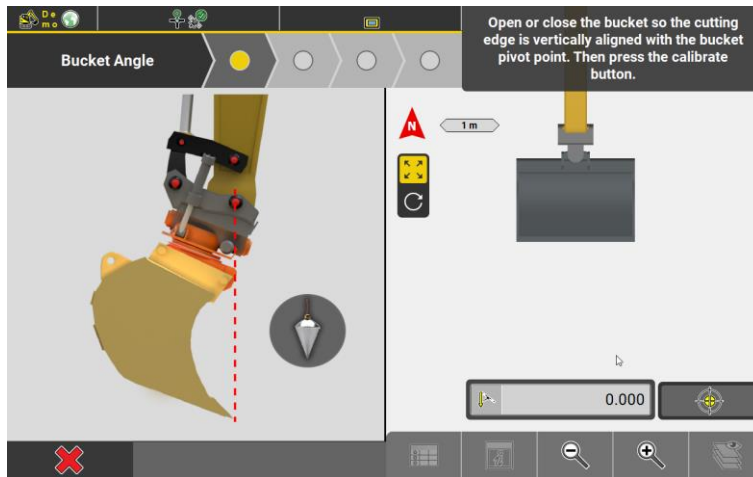 De
mo
Open or close the bucket so the cutting
edge is vertically aligned with the bucket
pivot point. Then press the calibrate
button.
Bucket Angle
N
1 m
0.000